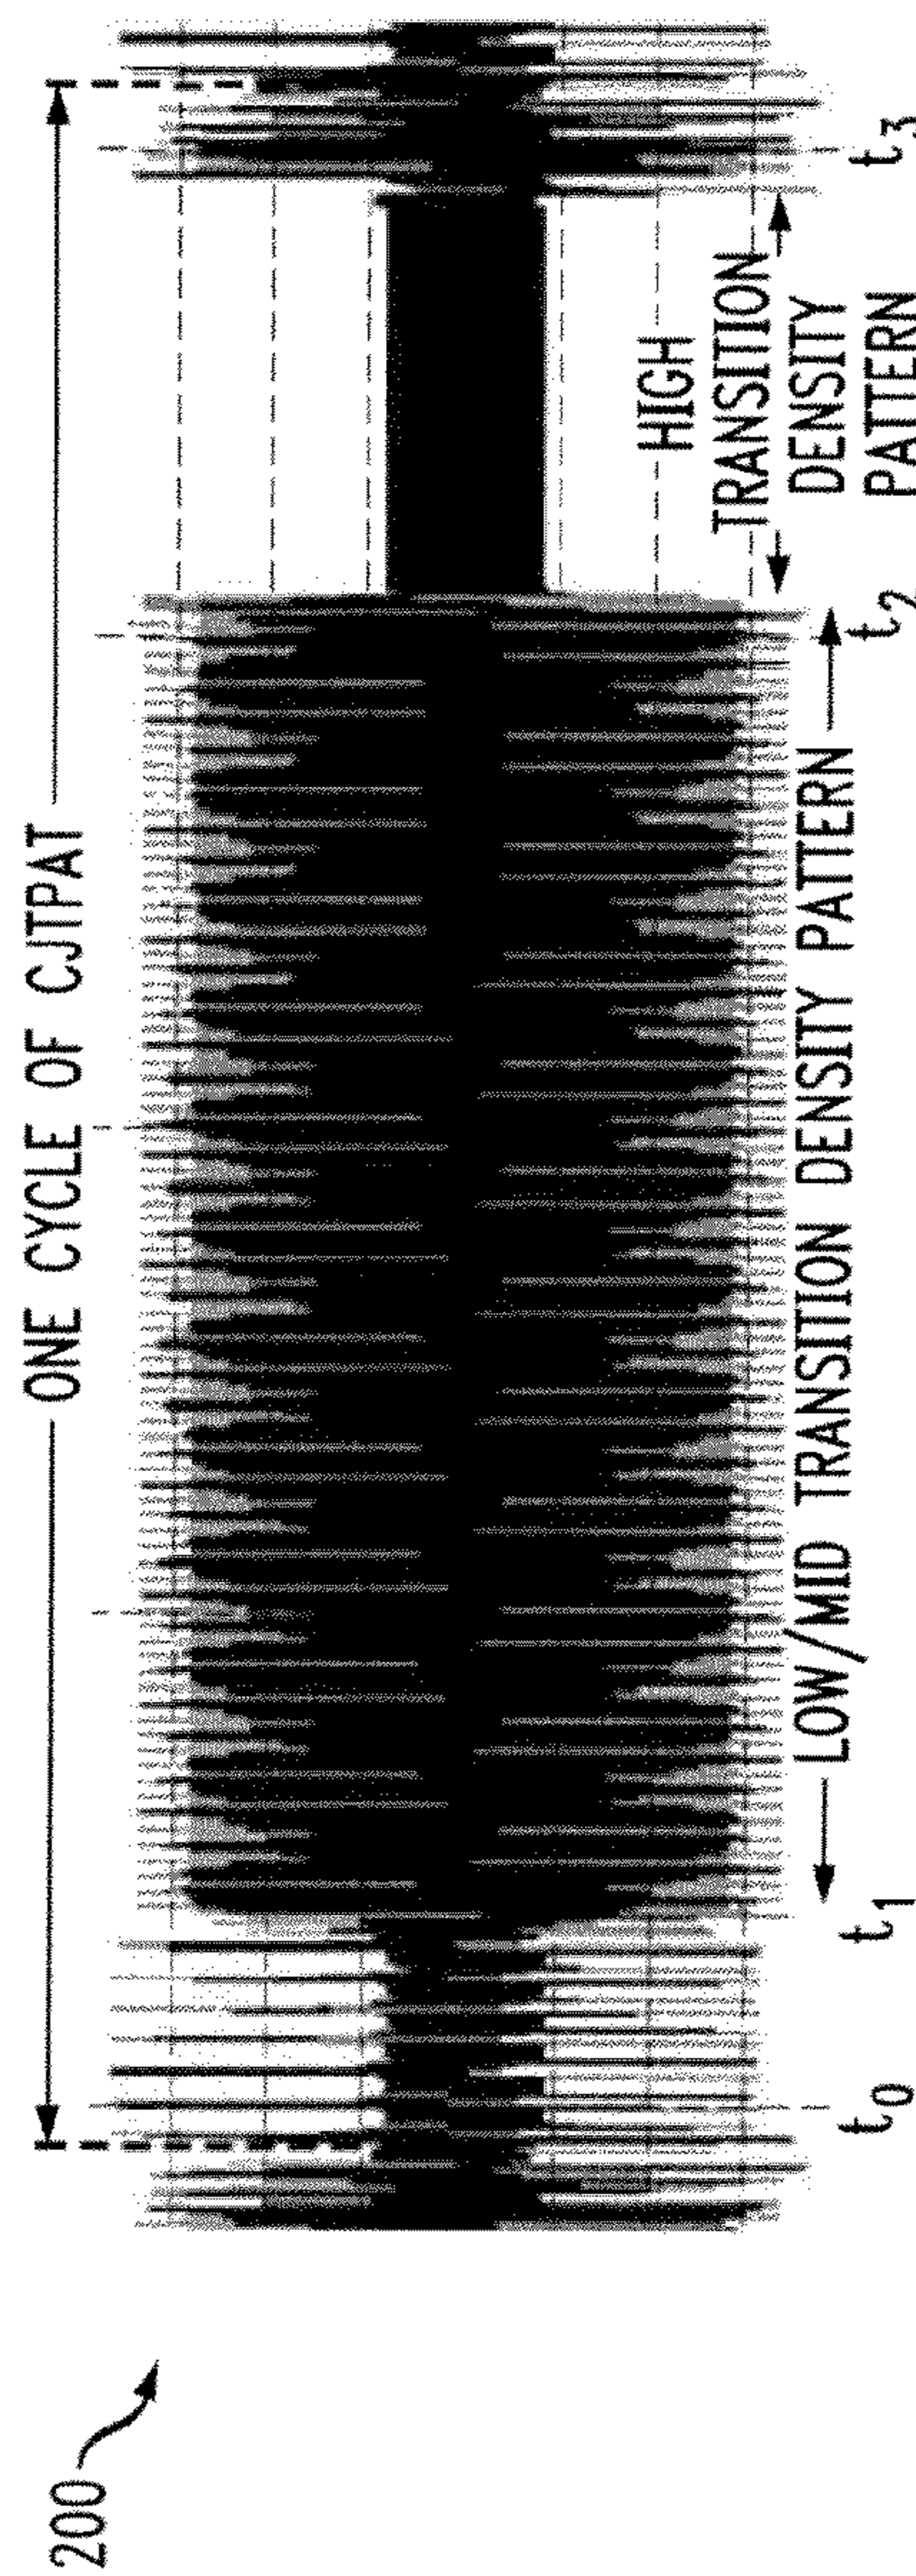 200
ONE CYCLE OF CJTPAT
HIGH
TRANSITION
DENSITY
PATTERN
LOW/MID TRANSITION DENSITY PATTERN
t0
t1
t2
t3